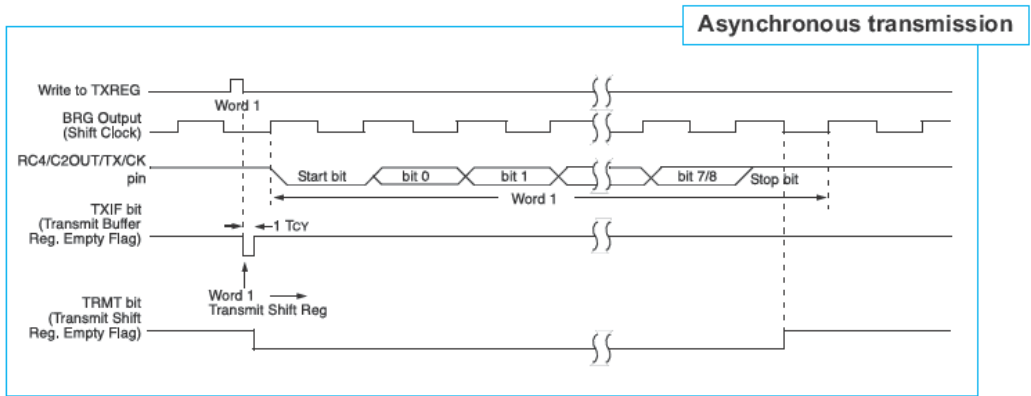 Asynchronous transmission
Write to TXREG
Word 1
BRG Output
(Shift Clock)
RC4/C2OUT/TX/CK
pin
Start bit
bit 0
bit 1
bit 7/8
Stop bit
Word 1
TXIF bit
(Transmit Buffer
Reg. Empty Flag)
1 TCY
Word 1
Transmit Shift Reg
TRMT bit
(Transmit Shift
Reg. Empty Flag)